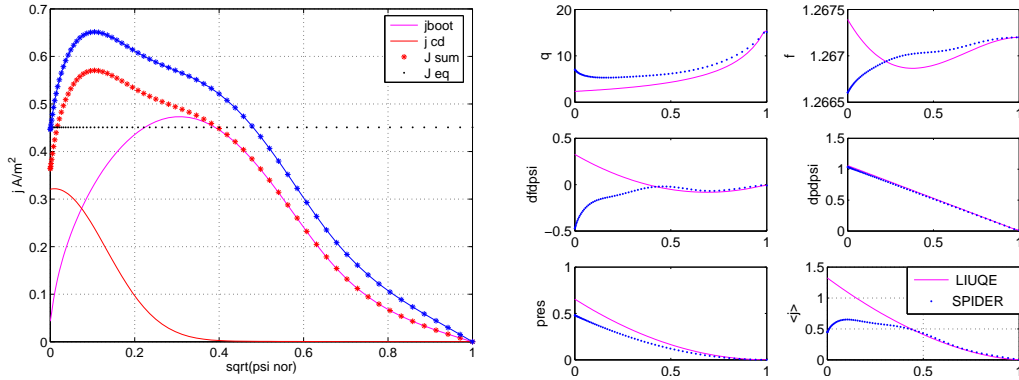 0.7
0.6
0.5
0.4
0.3
0.2
0.1
0
j A/m²
0 0.2 0.4 0.6 0.8 1
sqrt(psi nor)
jboot
j cd
J sum
J eq
20
10
0
q
0 0.5 1
1.2675
1.267
1.2665
f
0 0.5 1
0.5
0
−0.5
dfdpsi
0 0.5 1
1.5
1
0.5
0
dpdpsi
0 0.5 1
1
0.5
0
pres
0 0.5 1
1.5
1
0.5
0
<j>
0 0.5 1
LIUQE
SPIDER